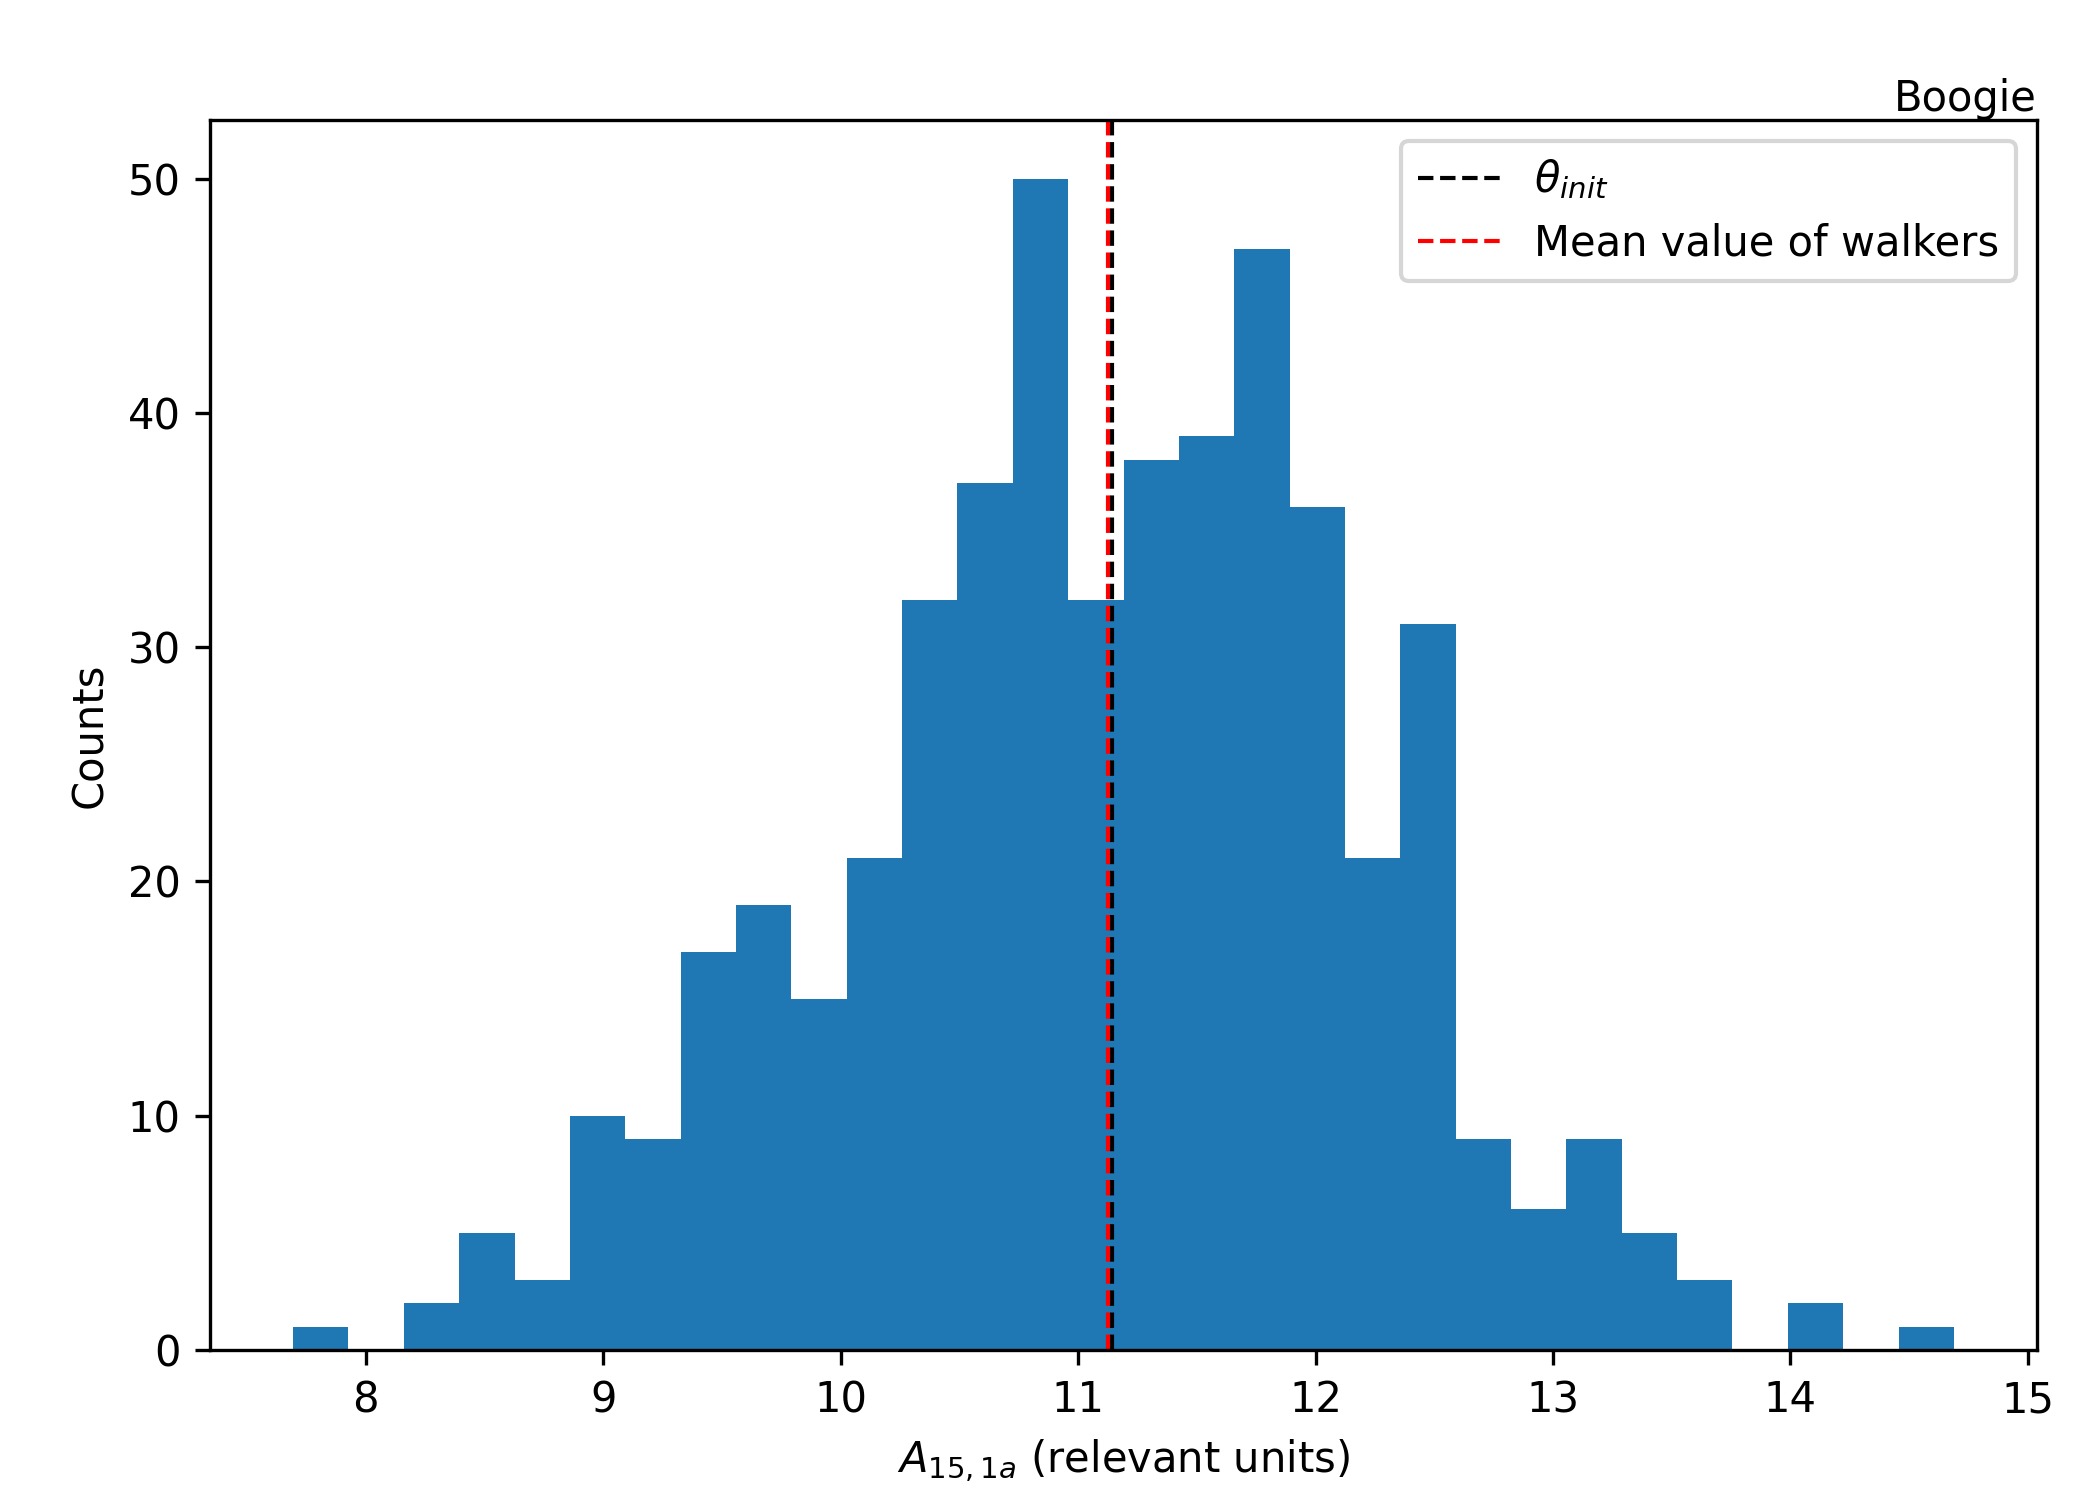 Boogie
θinit
Mean value of walkers
50
40
30
20
10
0
Counts
8 9 10 11 12 13 14 15
A15, 1a (relevant units)